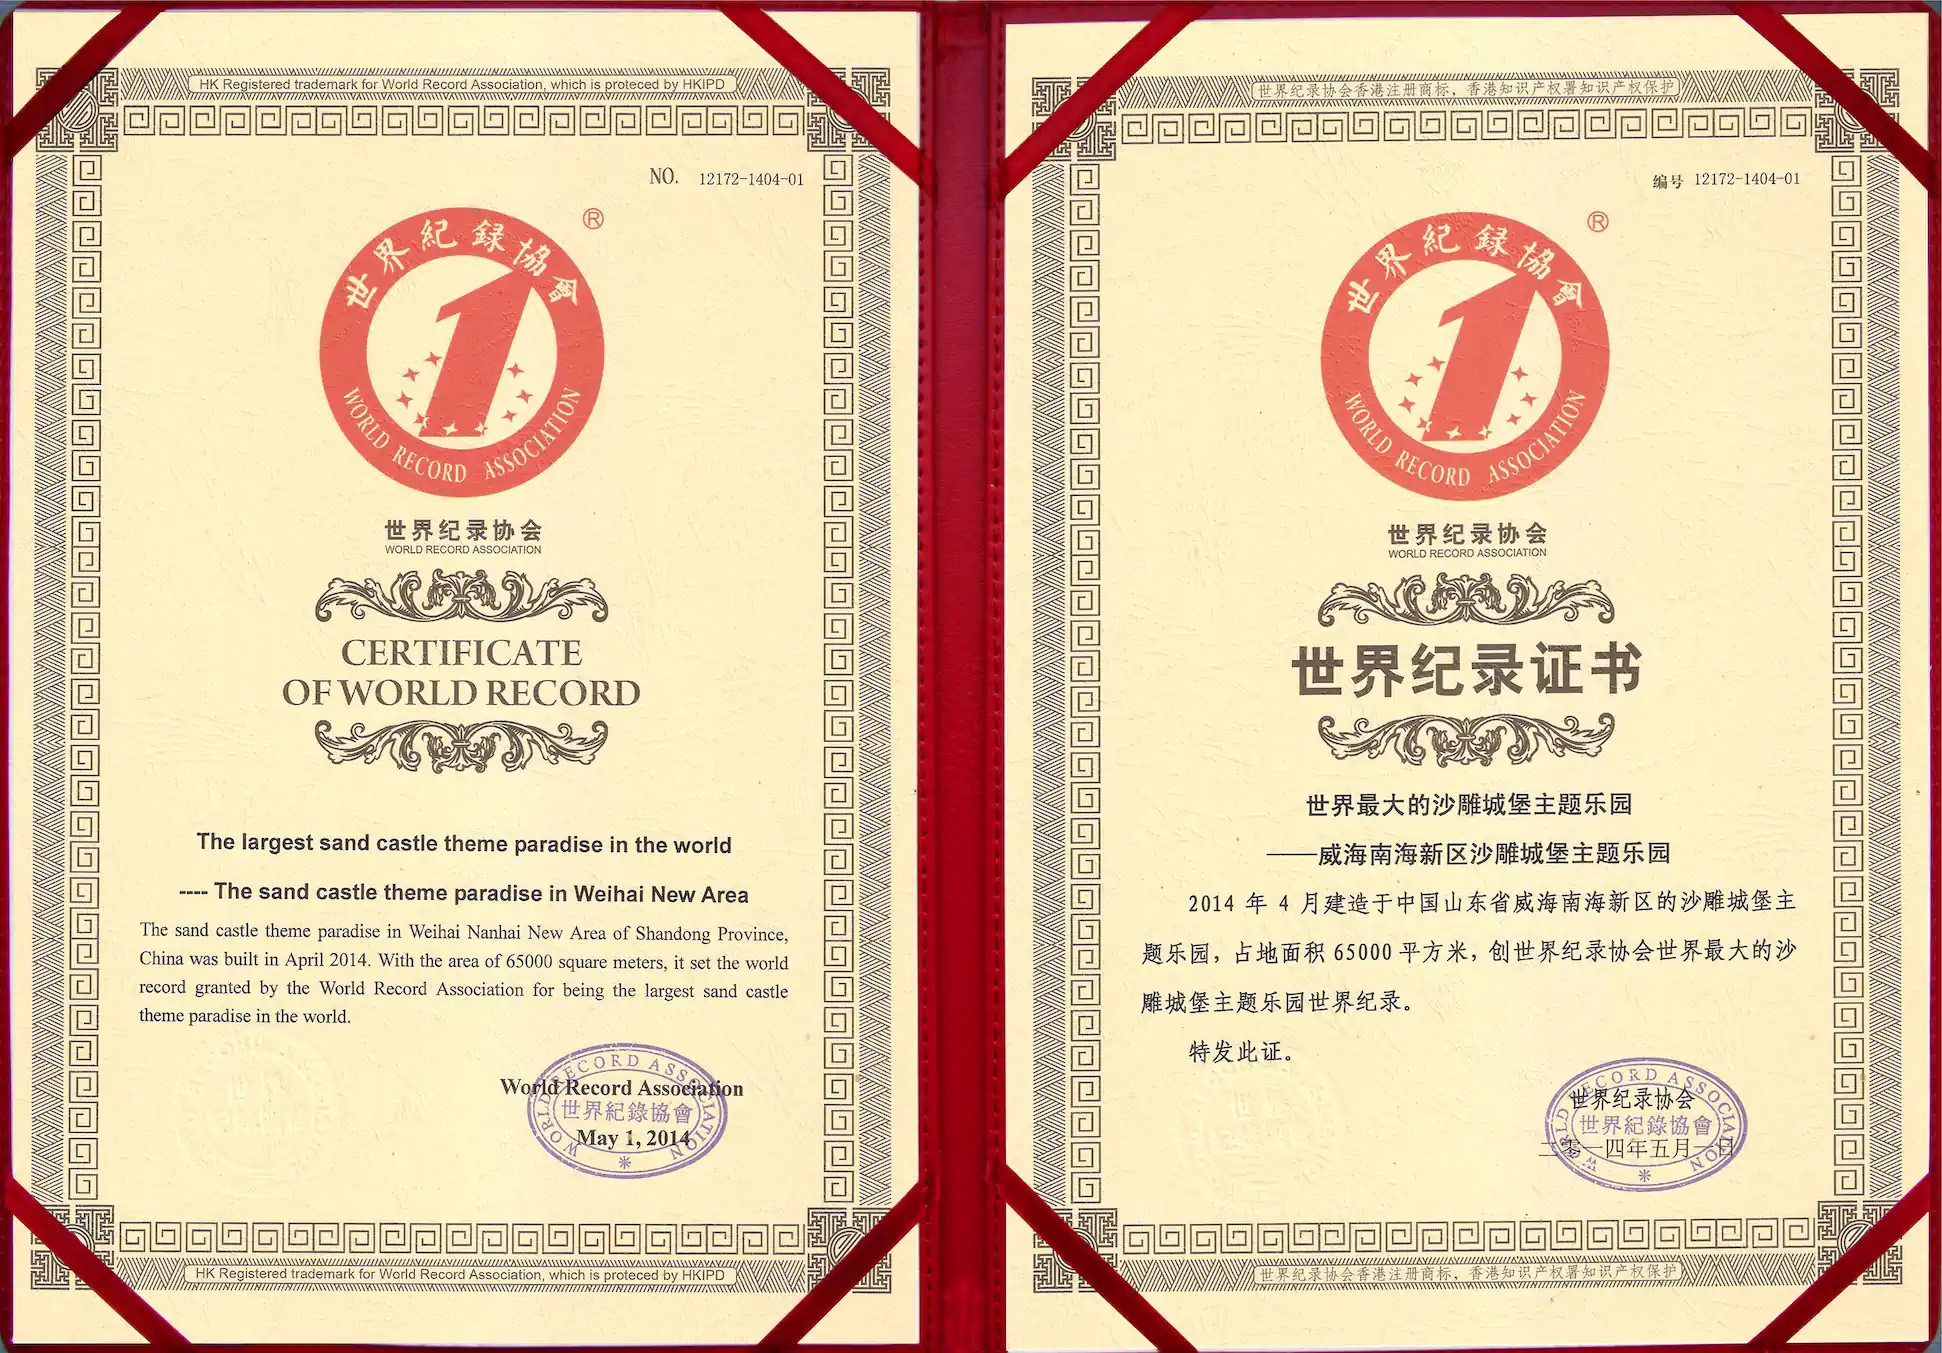 HK Registered trademark for World Record Association, which is proteced by HKIPD
NO. 12172-1404-01
世界紀録協會
®
WORLD RECORD ASSOCIATION
世界纪录协会
WORLD RECORD ASSOCIATION
CERTIFICATE
OF WORLD RECORD
The largest sand castle theme paradise in the world
---- The sand castle theme paradise in Weihai New Area
The sand castle theme paradise in Weihai Nanhai New Area of Shandong Province,
China was built in April 2014. With the area of 65000 square meters, it set the world
record granted by the World Record Association for being the largest sand castle
theme paradise in the world.
World Record Association
WORLD RECORD ASSOCIATION
世界紀錄協會
May 1, 2014
HK Registered trademark for World Record Association, which is proteced by HKIPD
世界纪录协会香港注册商标，香港知识产权署知识产权保护
编号 12172-1404-01
世界紀録協會
®
WORLD RECORD ASSOCIATION
世界纪录协会
WORLD RECORD ASSOCIATION
世界纪录证书
世界最大的沙雕城堡主题乐园
——威海南海新区沙雕城堡主题乐园
2014 年 4 月建造于中国山东省威海南海新区的沙雕城堡主
题乐园，占地面积 65000 平方米，创世界纪录协会世界最大的沙
雕城堡主题乐园世界纪录。
特发此证。
世界纪录协会
WORLD RECORD ASSOCIATION
世界紀錄協會
二零一四年五月一日
世界纪录协会香港注册商标，香港知识产权署知识产权保护